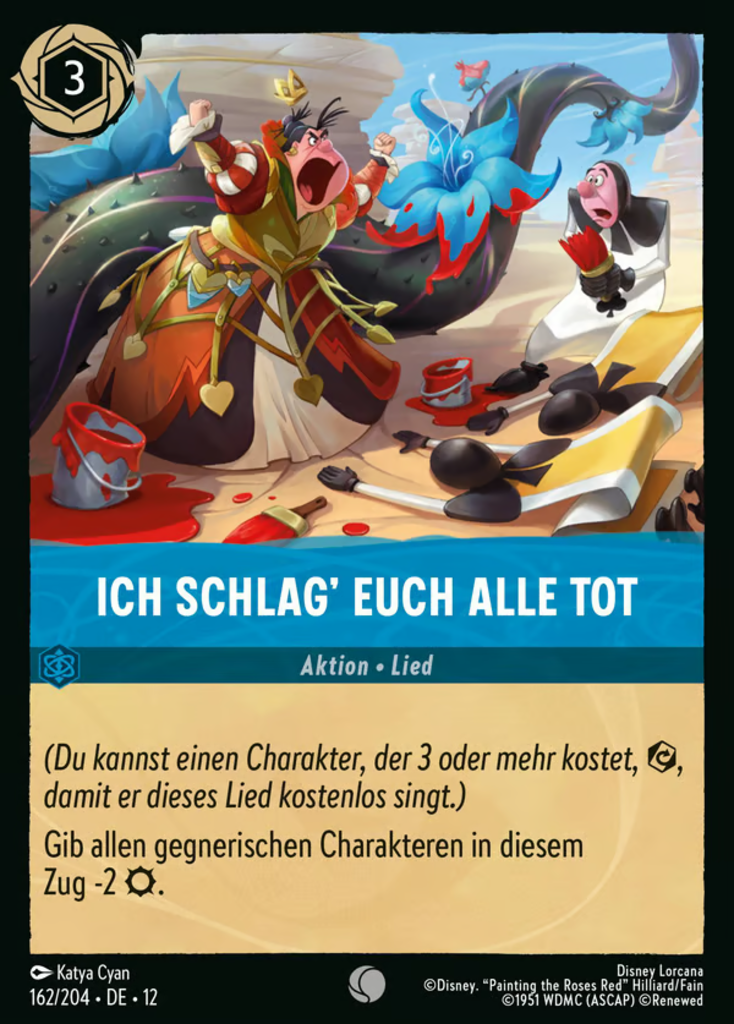 3
ICH SCHLAG’ EUCH ALLE TOT
Aktion • Lied
(Du kannst einen Charakter, der 3 oder mehr kostet, ,
damit er dieses Lied kostenlos singt.)
Gib allen gegnerischen Charakteren in diesem
Zug -2 .
Katya Cyan
162/204 • DE • 12
Disney Lorcana
©Disney. “Painting the Roses Red” Hilliard/Fain
©1951 WDMC (ASCAP) ©Renewed